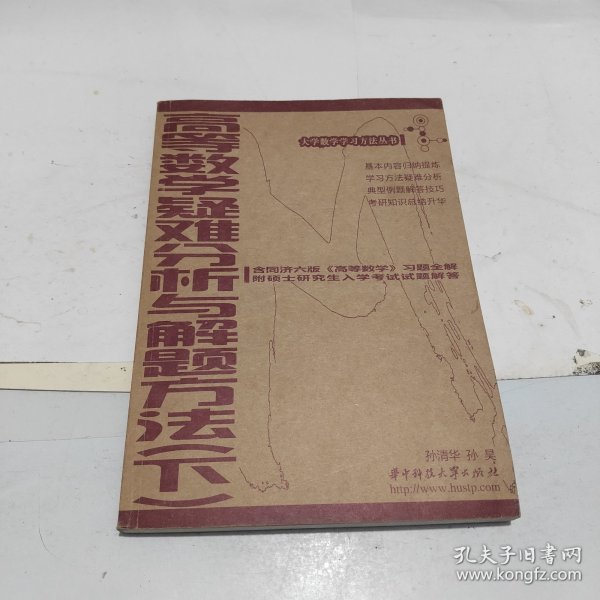 高等数学疑难分析与解题方法(下)
大学数学学习方法丛书
基本内容归纳提炼
学习方法疑难分析
典型例题解答技巧
考研知识总结升华
含同济六版《高等数学》习题全解
附硕士研究生入学考试试题解答
孙清华 孙昊
华中科技大学出版社
http://www.hustp.com
孔夫子旧书网
www.kongfz.com